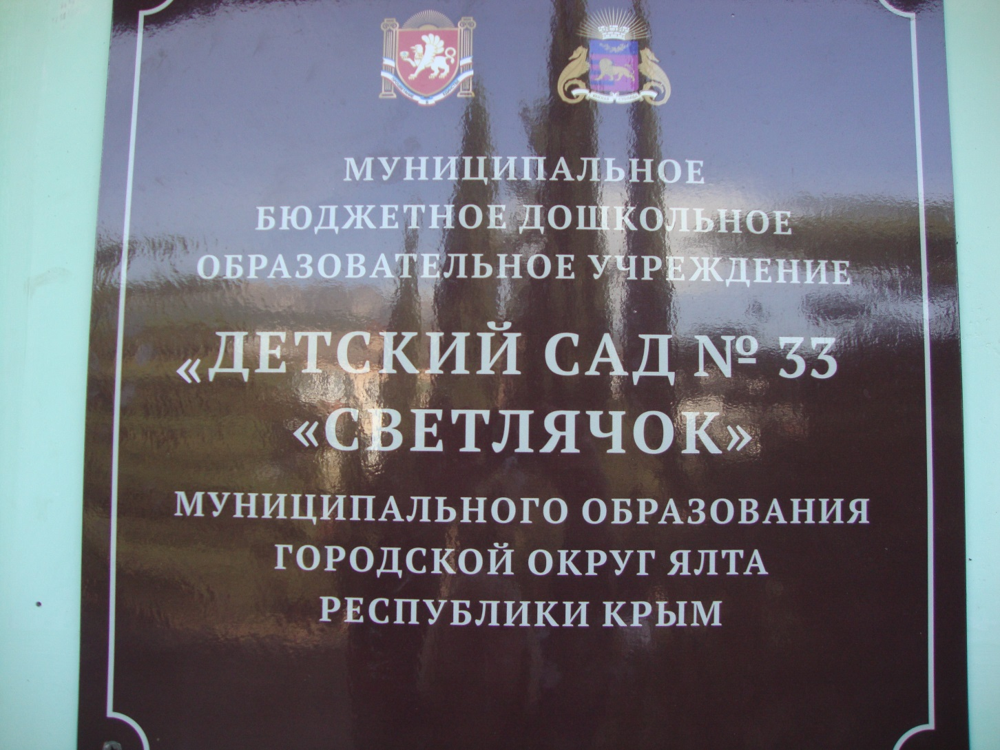 МУНИЦИПАЛЬНОЕ
БЮДЖЕТНОЕ ДОШКОЛЬНОЕ
ОБРАЗОВАТЕЛЬНОЕ УЧРЕЖДЕНИЕ
«ДЕТСКИЙ САД № 33
«СВЕТЛЯЧОК»
МУНИЦИПАЛЬНОГО ОБРАЗОВАНИЯ
ГОРОДСКОЙ ОКРУГ ЯЛТА
РЕСПУБЛИКИ КРЫМ